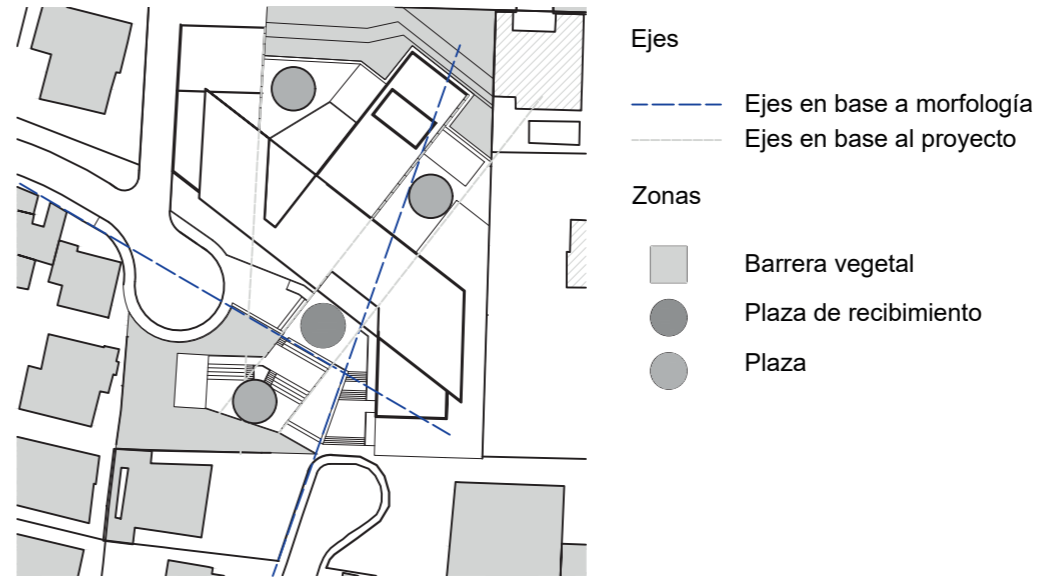 Ejes
Ejes en base a morfología
Ejes en base al proyecto
Zonas
Barrera vegetal
Plaza de recibimiento
Plaza